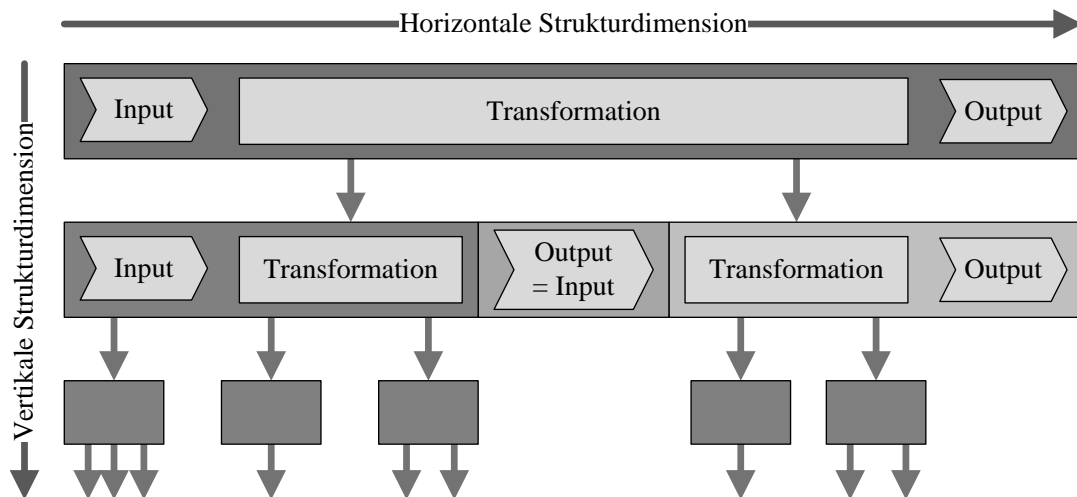 Horizontale Strukturdimension
Vertikale Strukturdimension
Input
Transformation
Output
Input
Transformation
Output
= Input
Transformation
Output